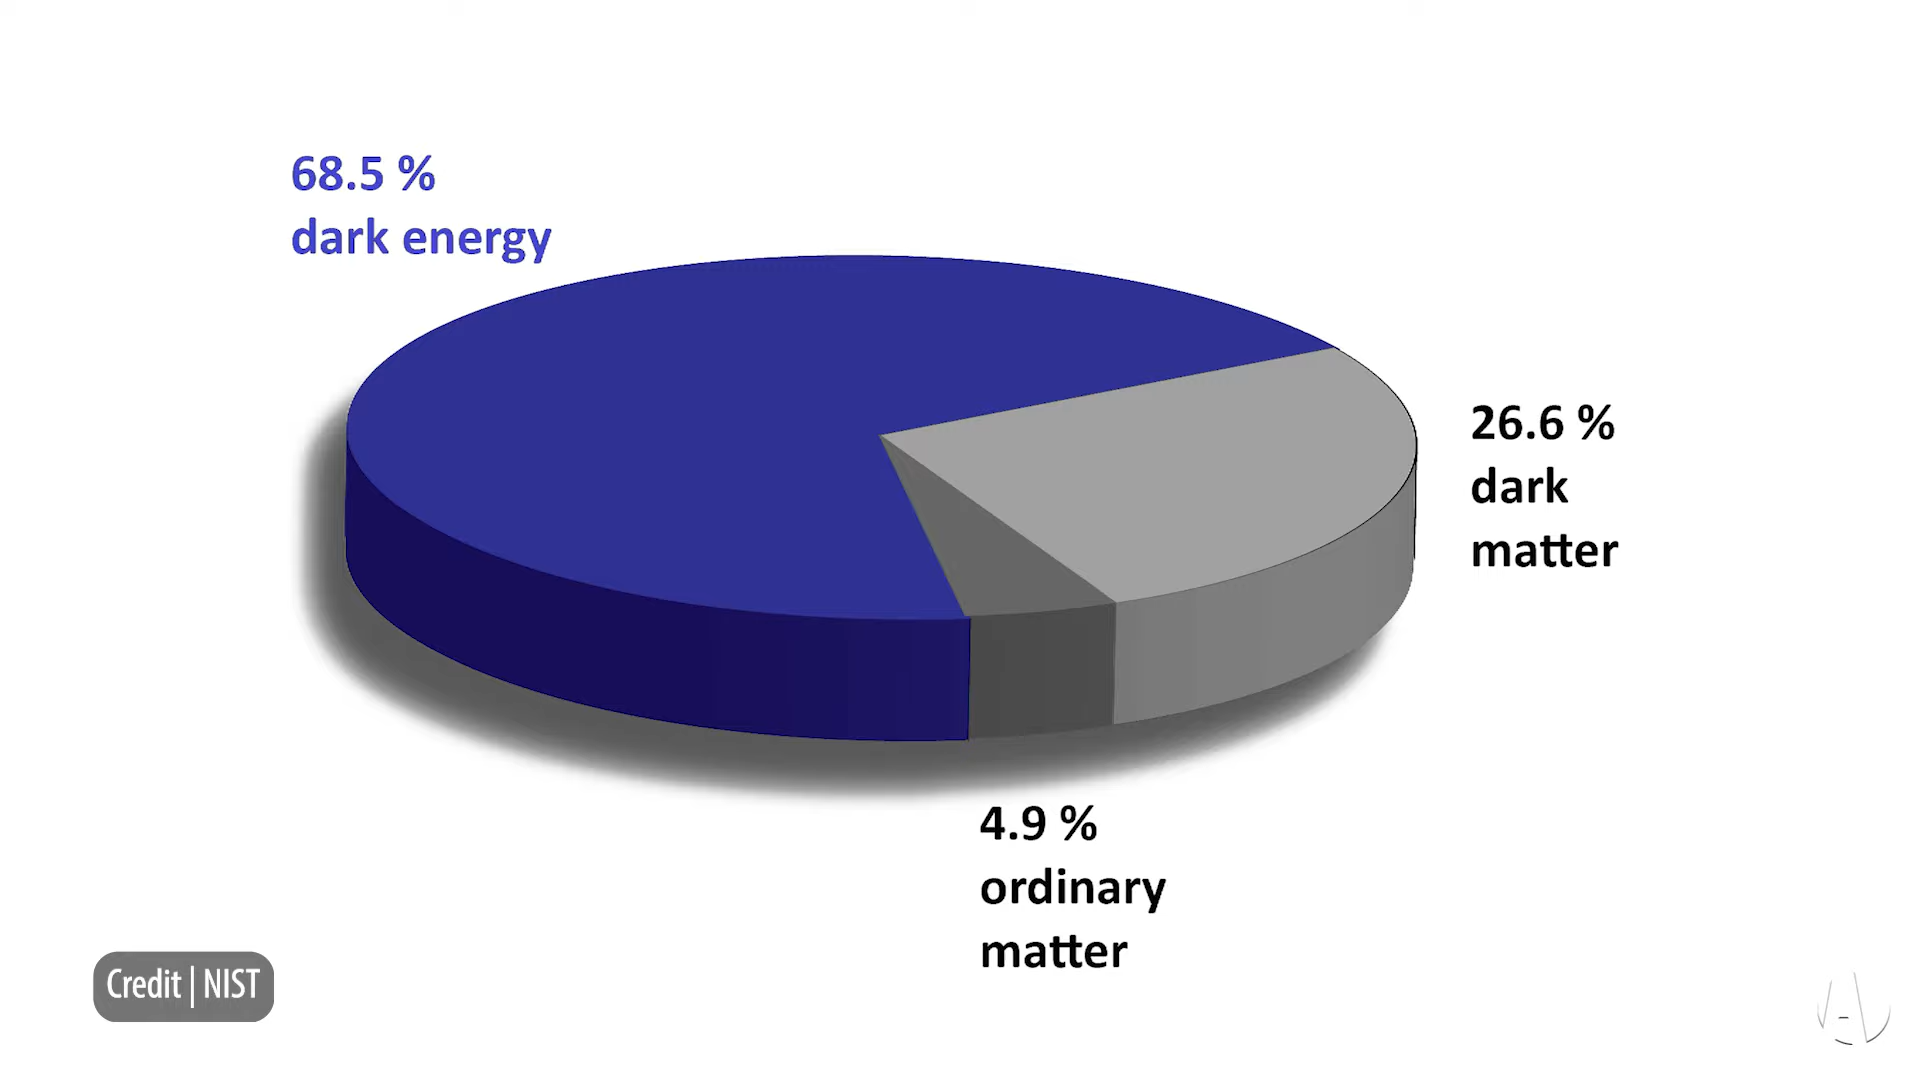 68.5 %
dark energy
26.6 %
dark
matter
4.9 %
ordinary
matter
Credit | NIST